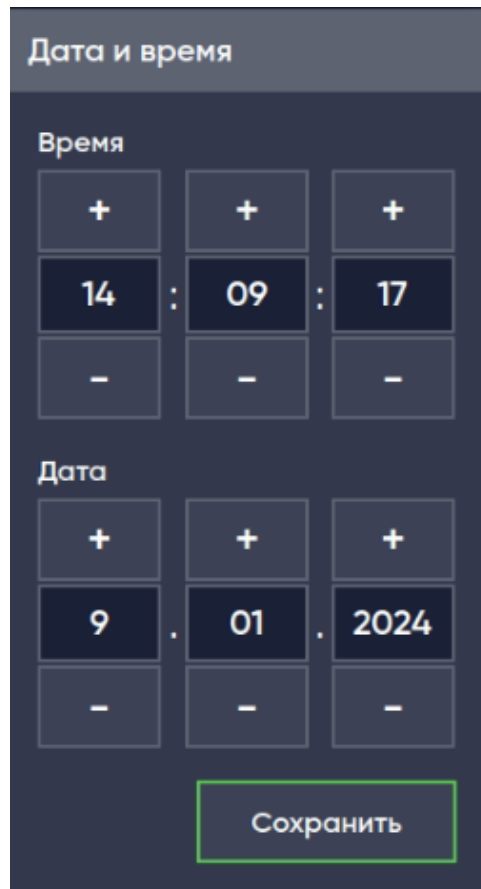 Дата и время
Время
+ + +
14 : 09 : 17
- - -
Дата
+ + +
9 . 01 . 2024
- - -
Сохранить